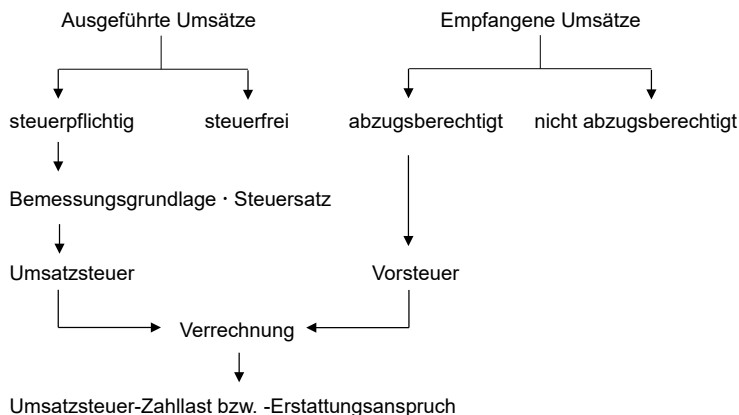 Ausgeführte Umsätze
Empfangene Umsätze
steuerpflichtig
steuerfrei
abzugsberechtigt
nicht abzugsberechtigt
Bemessungsgrundlage · Steuersatz
Umsatzsteuer
Vorsteuer
Verrechnung
Umsatzsteuer-Zahllast bzw. -Erstattungsanspruch